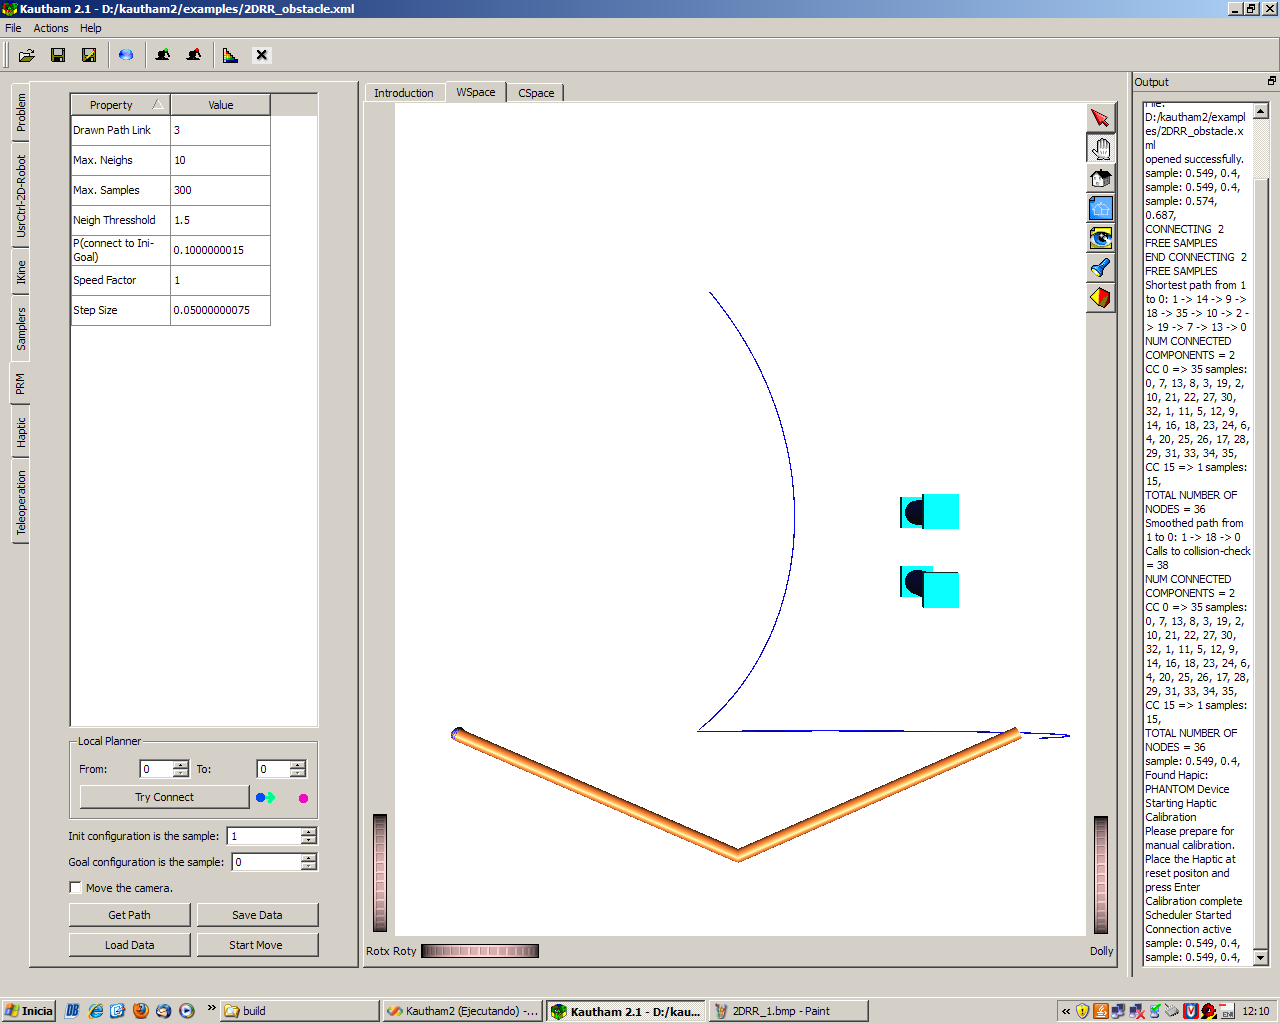 Kautham 2.1 - D:/kautham2/examples/2DRR_obstacle.xml
File Actions Help
Problem
UsrCtrl-2D-Robot
IKine
Samplers
PRM
Haptic
Teleoperation
Property Value
Drawn Path Link 3
Max. Neighs 10
Max. Samples 300
Neigh Thresshold 1.5
P(connect to Ini-
Goal) 0.1000000015
Speed Factor 1
Step Size 0.05000000075
Local Planner
From: 0 To: 0
Try Connect
Init configuration is the sample: 1
Goal configuration is the sample: 0
Move the camera.
Get Path Save Data
Load Data Start Move
Introduction WSpace CSpace
Rotx Roty Dolly
Output
File:
D:/kautham2/exampl
es/2DRR_obstacle.x
ml
opened successfully.
sample: 0.549, 0.4,
sample: 0.549, 0.4,
sample: 0.574,
0.687,
CONNECTING 2
FREE SAMPLES
END CONNECTING 2
FREE SAMPLES
Shortest path from 1
to 0: 1 -> 14 -> 9 ->
18 -> 35 -> 10 -> 2 -
> 19 -> 7 -> 13 -> 0
NUM CONNECTED
COMPONENTS = 2
CC 0 => 35 samples:
0, 7, 13, 8, 3, 19, 2,
10, 21, 22, 27, 30,
32, 1, 11, 5, 12, 9,
14, 16, 18, 23, 24, 6,
4, 20, 25, 26, 17, 28,
29, 31, 33, 34, 35,
CC 15 => 1 samples:
15,
TOTAL NUMBER OF
NODES = 36
Smoothed path from
1 to 0: 1 -> 18 -> 0
Calls to collision-check
= 38
NUM CONNECTED
COMPONENTS = 2
CC 0 => 35 samples:
0, 7, 13, 8, 3, 19, 2,
10, 21, 22, 27, 30,
32, 1, 11, 5, 12, 9,
14, 16, 18, 23, 24, 6,
4, 20, 25, 26, 17, 28,
29, 31, 33, 34, 35,
CC 15 => 1 samples:
15,
TOTAL NUMBER OF
NODES = 36
sample: 0.549, 0.4,
Found Hapic:
PHANTOM Device
Starting Haptic
Calibration
Please prepare for
manual calibration.
Place the Haptic at
reset positon and
press Enter
Calibration complete
Scheduler Started
Connection active
sample: 0.549, 0.4,
sample: 0.549, 0.4,
Inicia DB » build Kautham2 (Ejecutando) -... Kautham 2.1 - D:/kau... 2DRR_1.bmp - Paint « EN 12:10